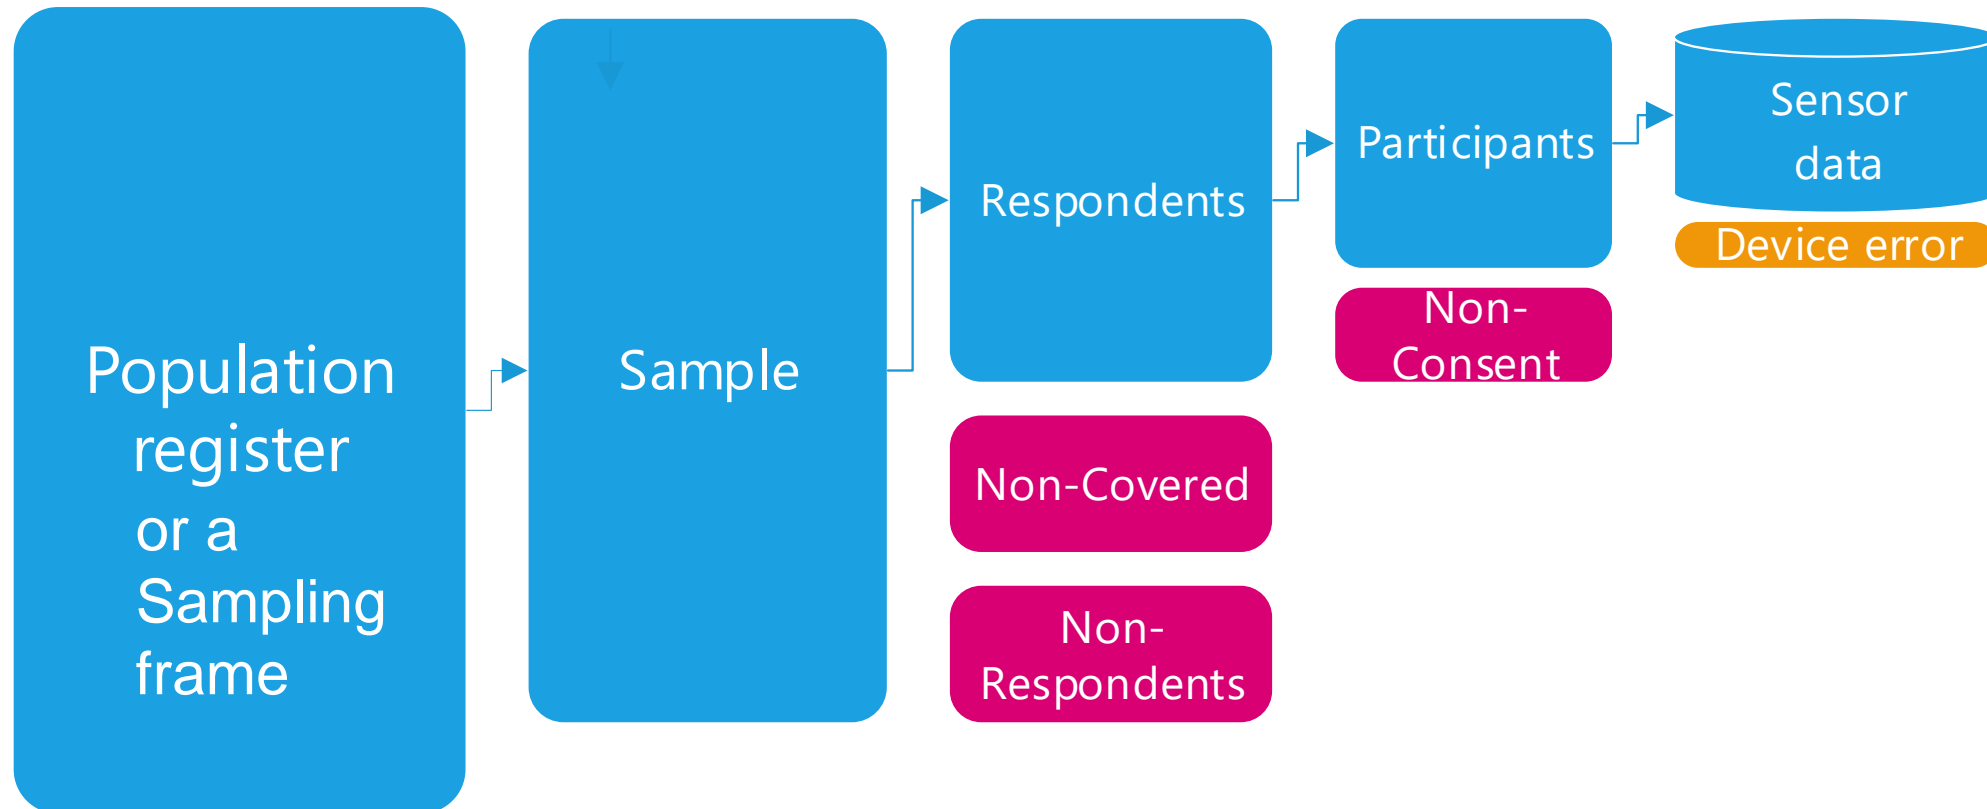 Population
register
or a
Sampling
frame
Sample
Respondents
Non-Covered
Non-
Respondents
Participants
Non-
Consent
Sensor
data
Device error